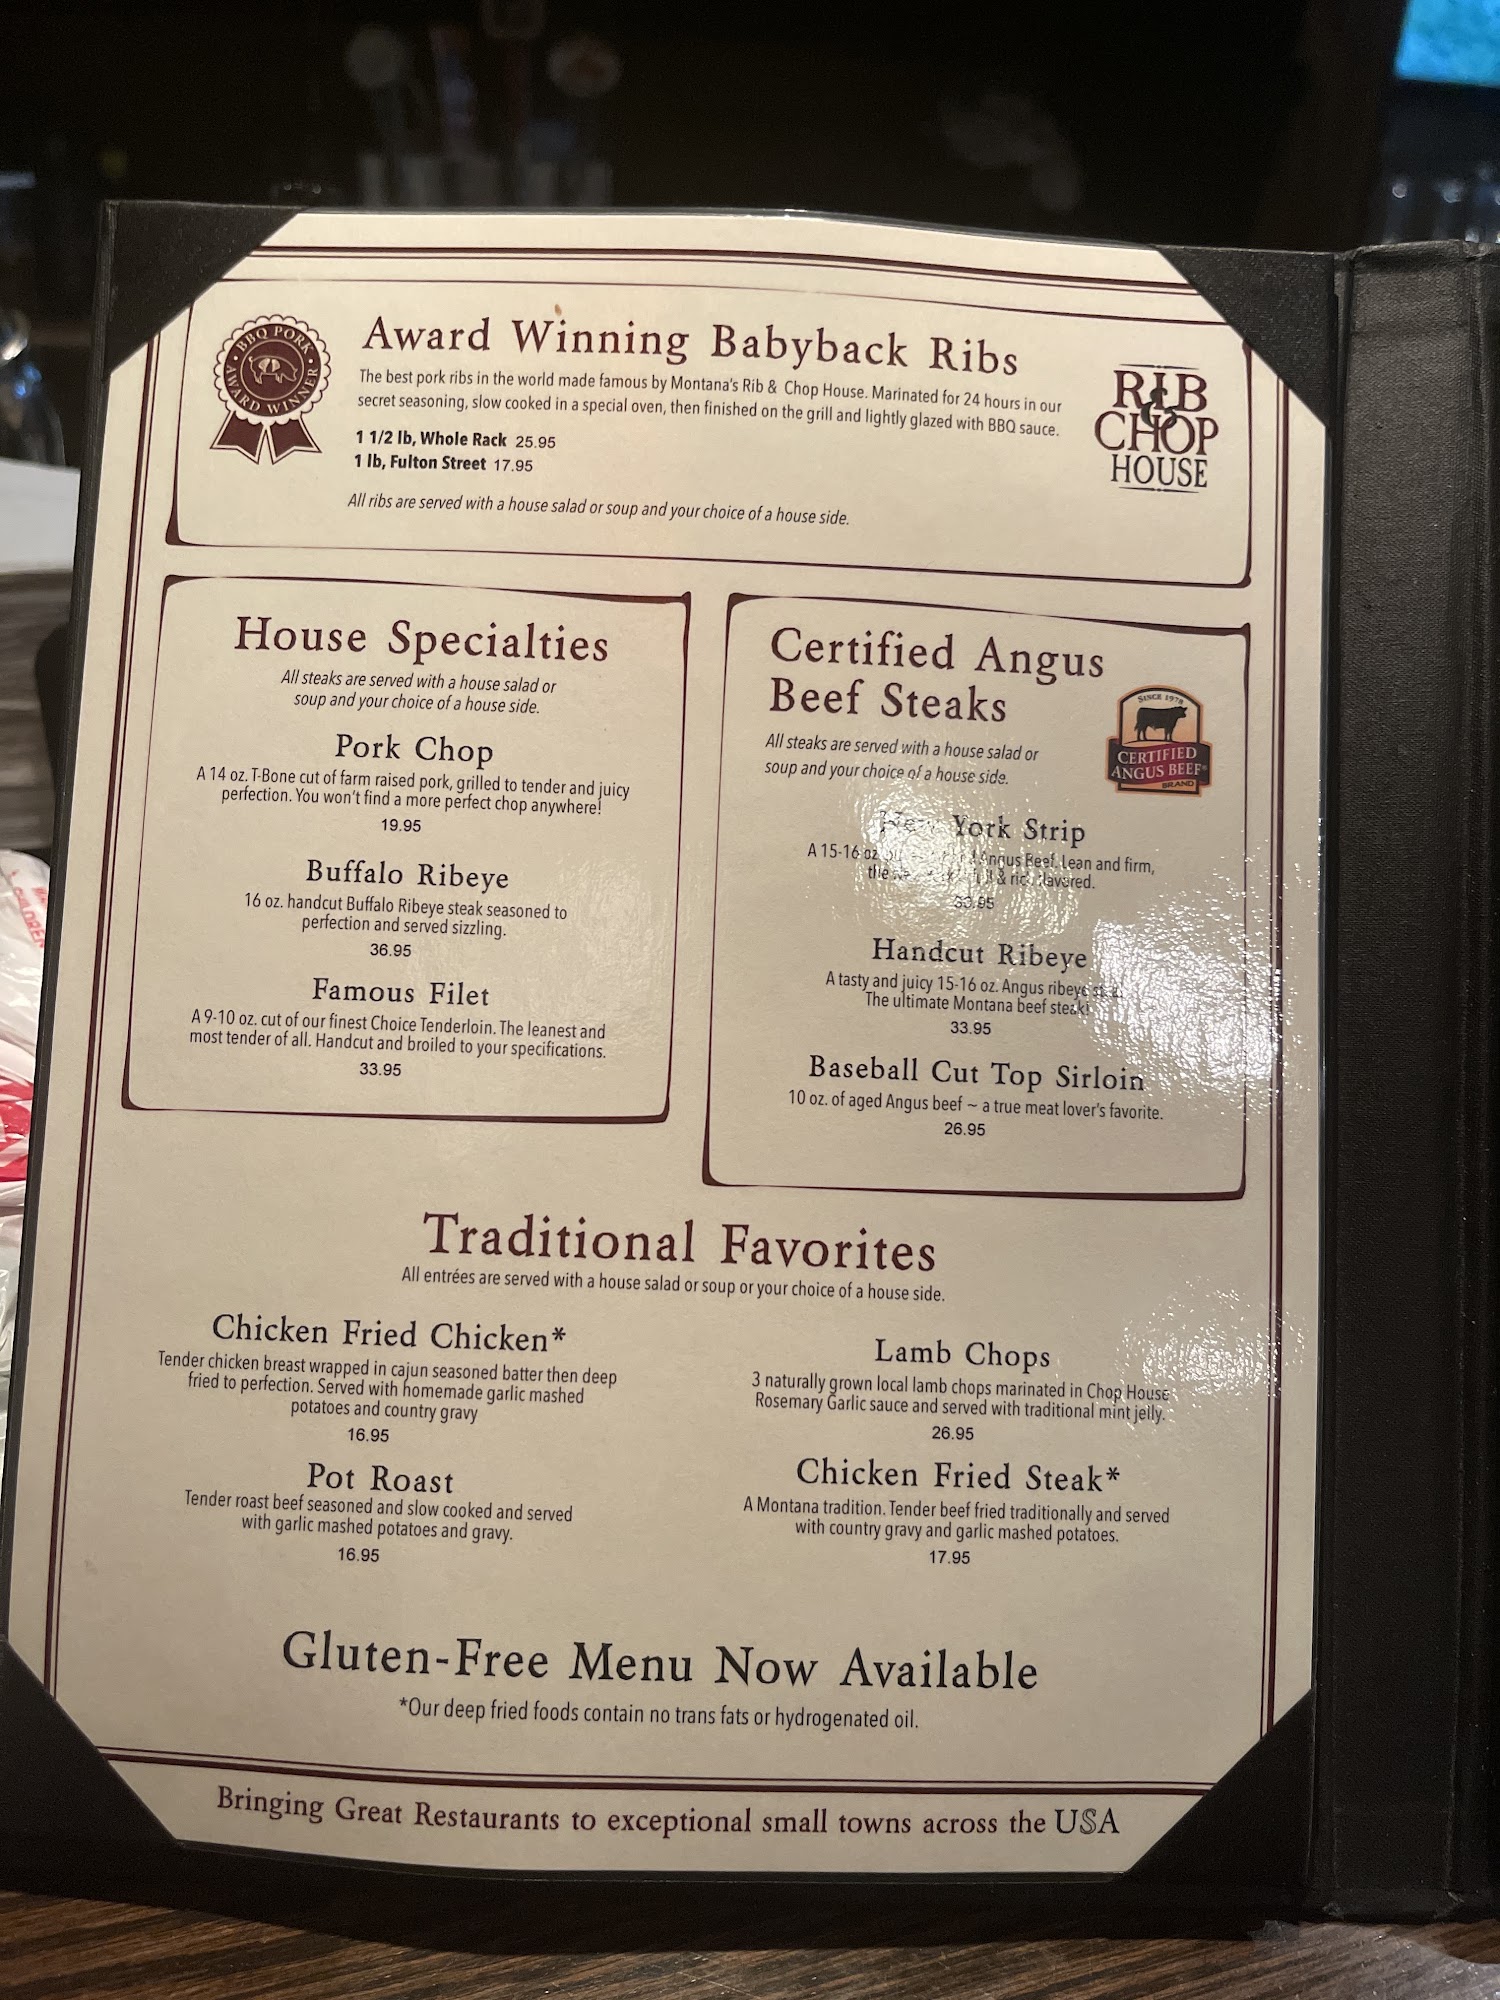 BBQ PORK
AWARD WINNER
Award Winning Babyback Ribs
The best pork ribs in the world made famous by Montana's Rib & Chop House. Marinated for 24 hours in our
secret seasoning, slow cooked in a special oven, then finished on the grill and lightly glazed with BBQ sauce.
1 1/2 lb, Whole Rack 25.95
1 lb, Fulton Street 17.95
All ribs are served with a house salad or soup and your choice of a house side.
RIB
&
CHOP
HOUSE
House Specialties
All steaks are served with a house salad or
soup and your choice of a house side.
Pork Chop
A 14 oz. T-Bone cut of farm raised pork, grilled to tender and juicy
perfection. You won't find a more perfect chop anywhere!
19.95
Buffalo Ribeye
16 oz. handcut Buffalo Ribeye steak seasoned to
perfection and served sizzling.
36.95
Famous Filet
A 9-10 oz. cut of our finest Choice Tenderloin. The leanest and
most tender of all. Handcut and broiled to your specifications.
33.95
Certified Angus
Beef Steaks
All steaks are served with a house salad or
soup and your choice of a house side.
SINCE 1978
CERTIFIED
ANGUS BEEF®
BRAND
New York Strip
A 15-16 oz. Angus Beef. Lean and firm,
the & rich flavored.
33.95
Handcut Ribeye
A tasty and juicy 15-16 oz. Angus ribeye
The ultimate Montana beef steak!
33.95
Baseball Cut Top Sirloin
10 oz. of aged Angus beef ~ a true meat lover's favorite.
26.95
Traditional Favorites
All entrées are served with a house salad or soup or your choice of a house side.
Chicken Fried Chicken*
Tender chicken breast wrapped in cajun seasoned batter then deep
fried to perfection. Served with homemade garlic mashed
potatoes and country gravy
16.95
Pot Roast
Tender roast beef seasoned and slow cooked and served
with garlic mashed potatoes and gravy.
16.95
Lamb Chops
3 naturally grown local lamb chops marinated in Chop House
Rosemary Garlic sauce and served with traditional mint jelly.
26.95
Chicken Fried Steak*
A Montana tradition. Tender beef fried traditionally and served
with country gravy and garlic mashed potatoes.
17.95
Gluten-Free Menu Now Available
*Our deep fried foods contain no trans fats or hydrogenated oil.
Bringing Great Restaurants to exceptional small towns across the USA